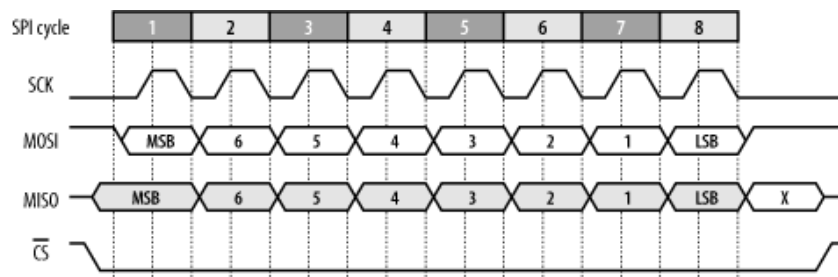 SPI cycle 1 2 3 4 5 6 7 8
SCK
MOSI MSB 6 5 4 3 2 1 LSB
MISO MSB 6 5 4 3 2 1 LSB X
C̅S̅